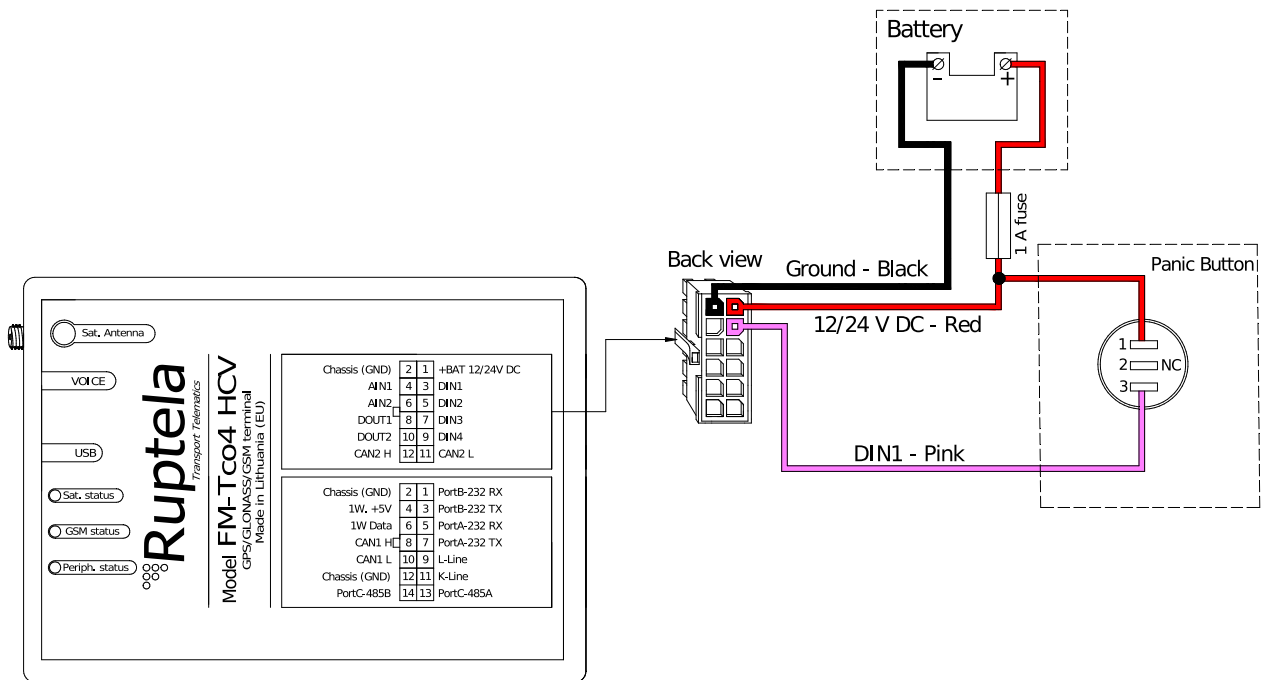 Battery
-
+
1 A fuse
Back view
Ground - Black
12/24 V DC - Red
DIN1 - Pink
Panic Button
1
2 NC
3
Sat. Antenna
VOICE
USB
Sat. status
GSM status
Periph. status
Ruptela
Transport Telematics
Model FM-Tco4 HCV
GPS/GLONASS/GSM terminal
Made in Lithuania (EU)
Chassis (GND) 2 1 +BAT 12/24V DC
AIN1 4 3 DIN1
AIN2 6 5 DIN2
DOUT1 8 7 DIN3
DOUT2 10 9 DIN4
CAN2 H 12 11 CAN2 L
Chassis (GND) 2 1 PortB-232 RX
1W. +5V 4 3 PortB-232 TX
1W Data 6 5 PortA-232 RX
CAN1 H 8 7 PortA-232 TX
CAN1 L 10 9 L-Line
Chassis (GND) 12 11 K-Line
PortC-485B 14 13 PortC-485A